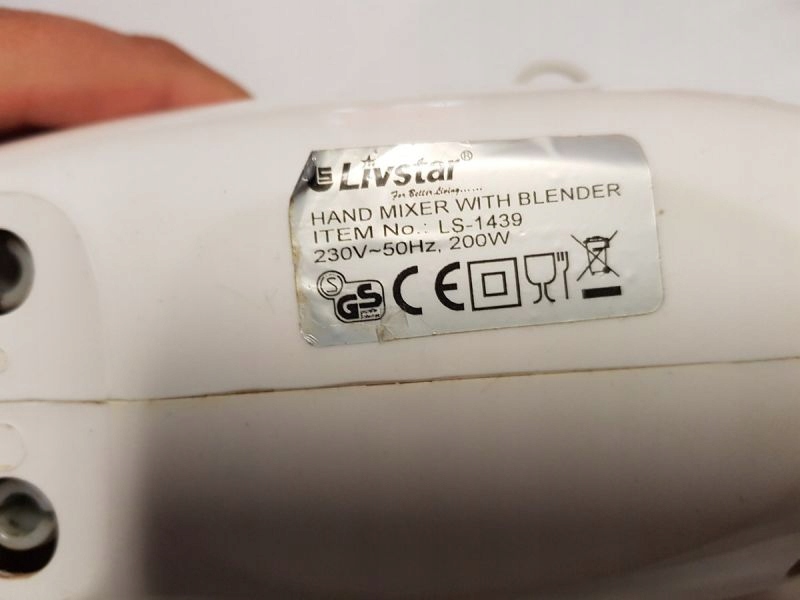 Livstar®
For Better Living......
HAND MIXER WITH BLENDER
ITEM No.: LS-1439
230V~50Hz, 200W
S GS CE